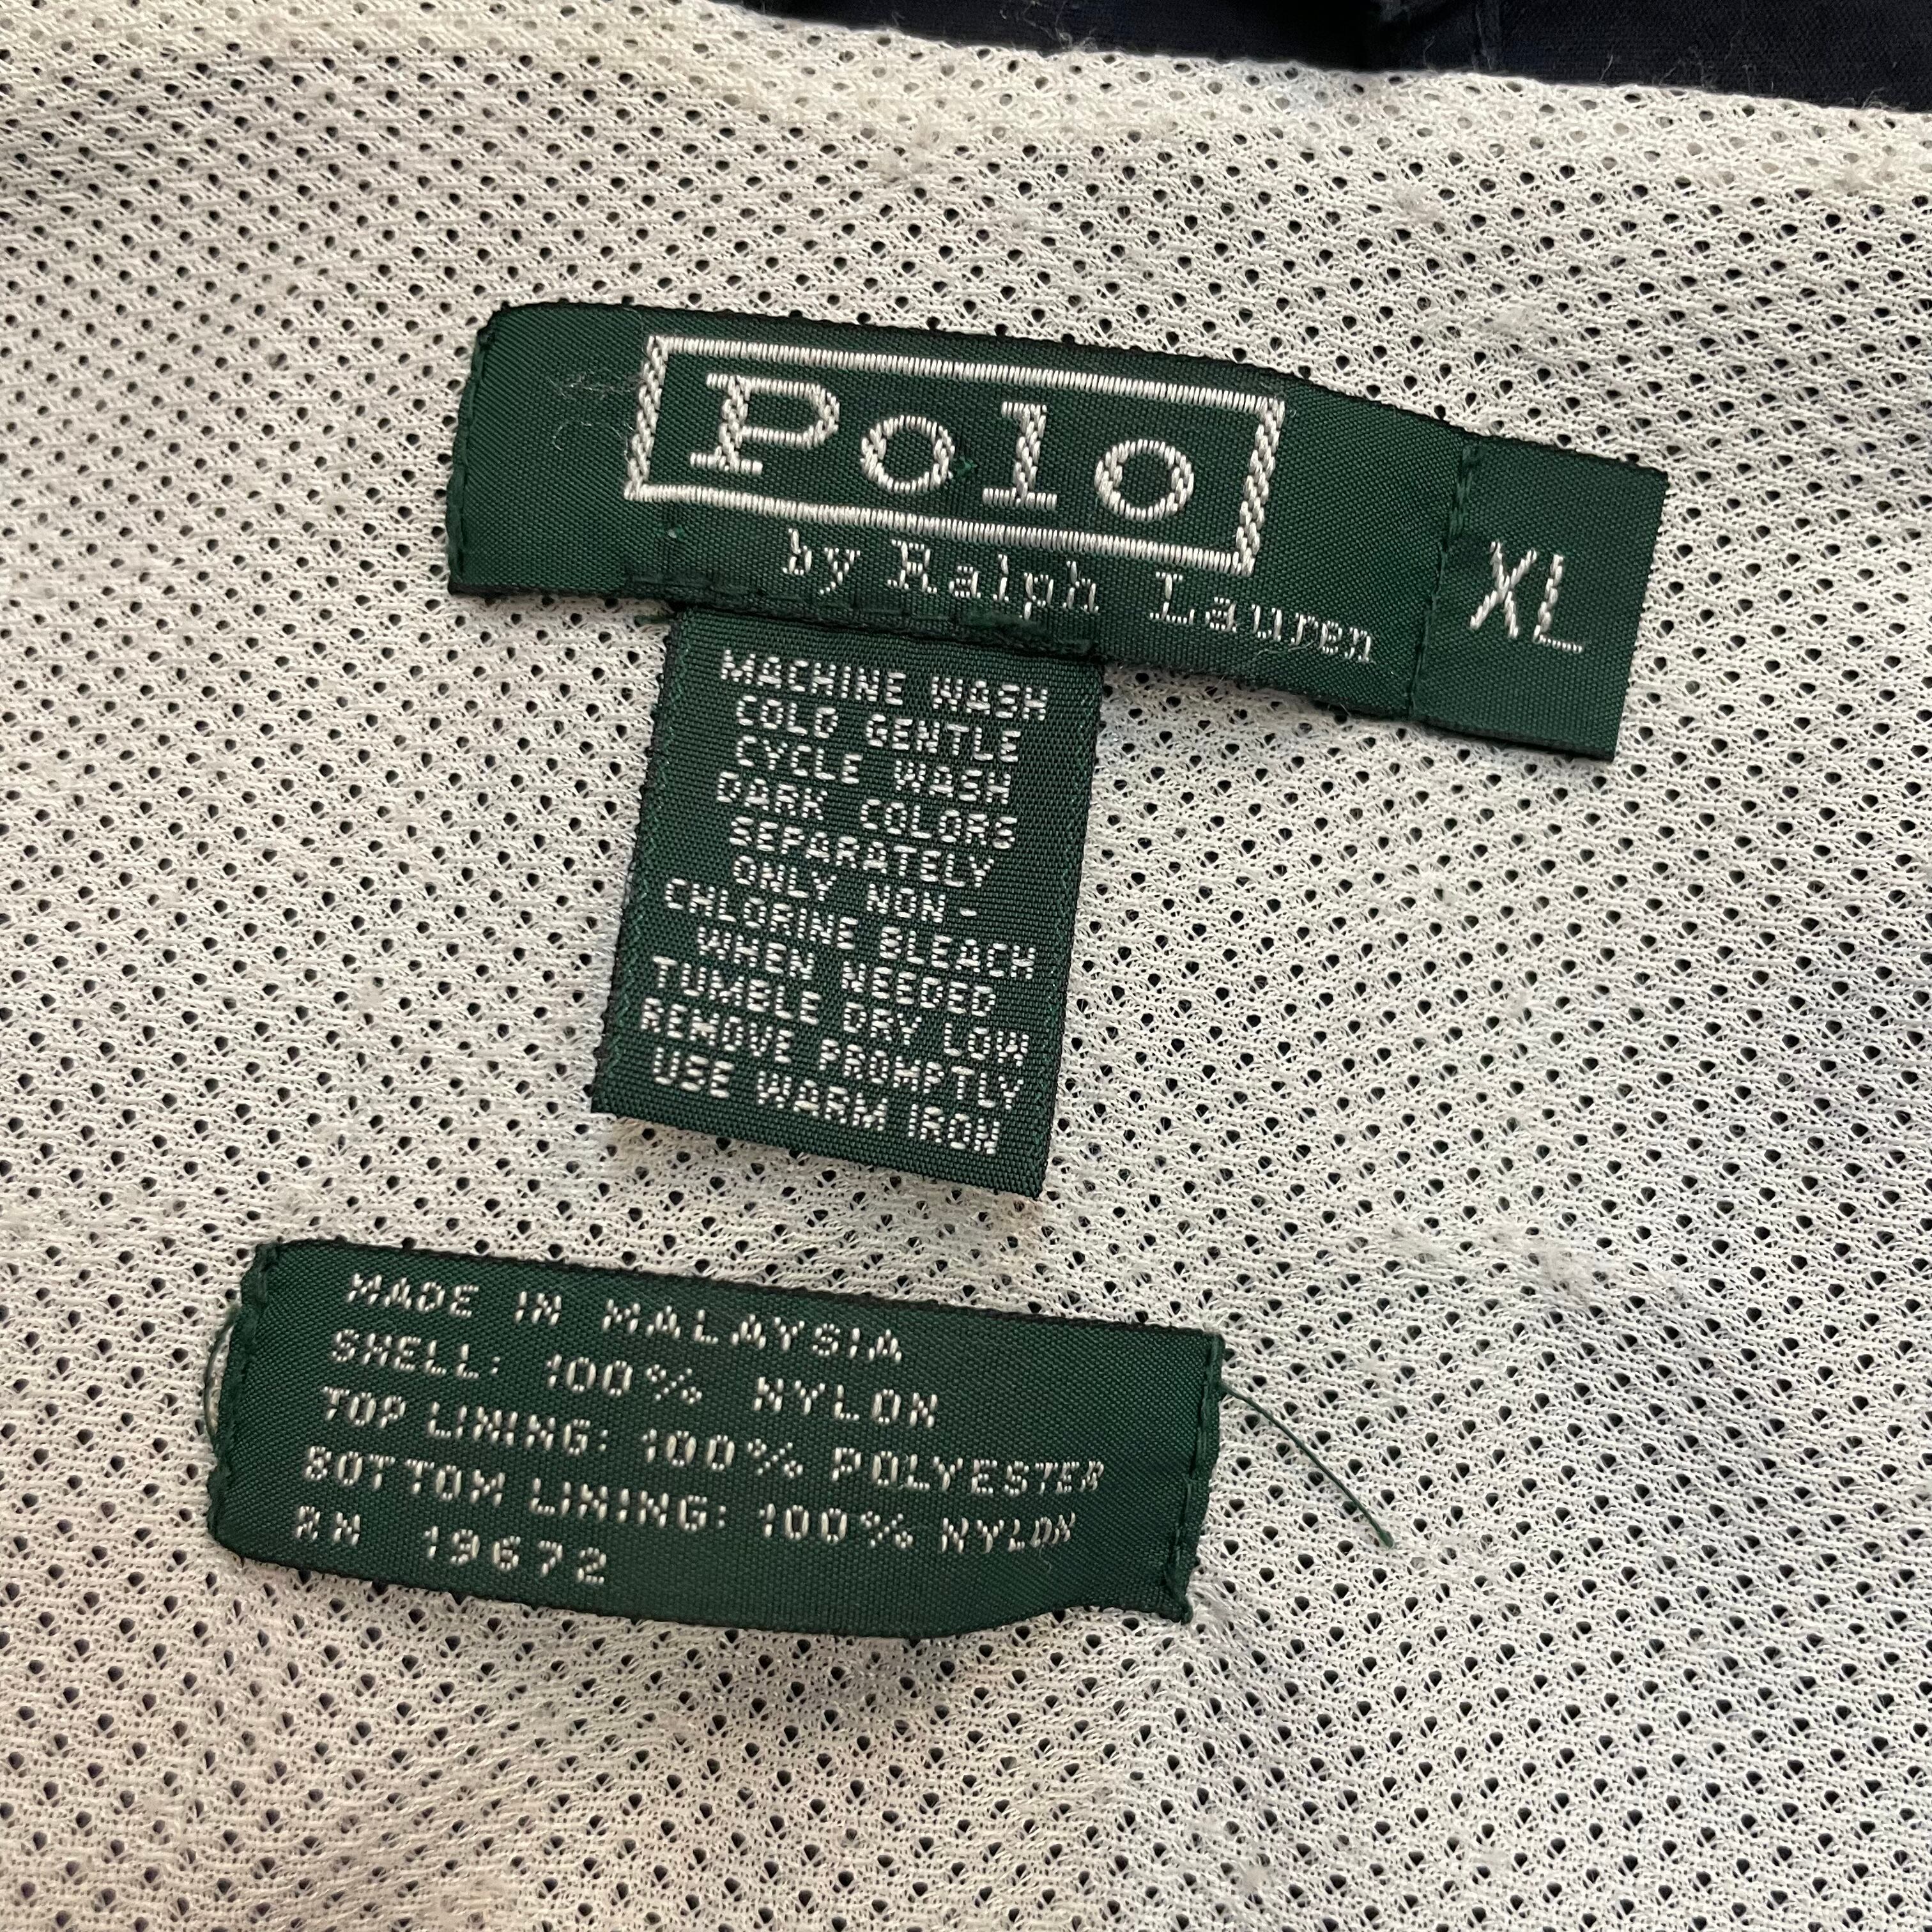 Polo
by Ralph Lauren
XL
MACHINE WASH
COLD GENTLE
CYCLE WASH
DARK COLORS
SEPARATELY
ONLY NON-
CHLORINE BLEACH
WHEN NEEDED
TUMBLE DRY LOW
REMOVE PROMPTLY
USE WARM IRON
MADE IN MALAYSIA
SHELL: 100% NYLON
TOP LINING: 100% POLYESTER
BOTTOM LINING: 100% NYLON
RN 19672